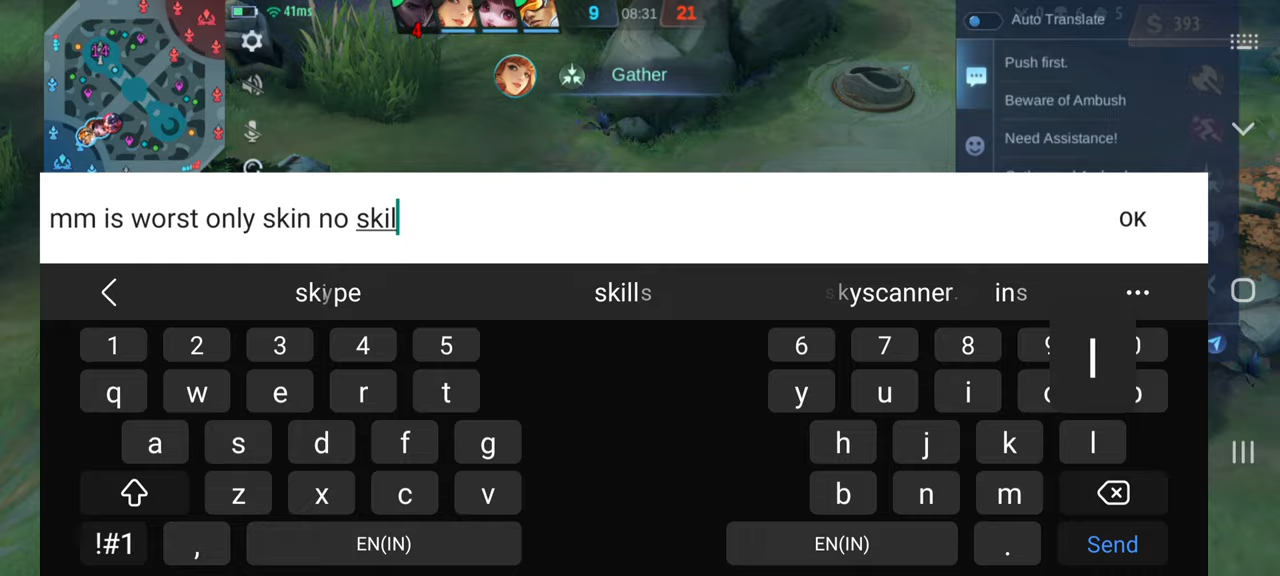 41ms
4
9 08:31 21
Auto Translate
$ 393
Gather
Push first.
Beware of Ambush
Need Assistance!
mm is worst only skin no skil
OK
skype skills skyscanner ins
1 2 3 4 5 6 7 8
q w e r t y u i
a s d f g h j k l
z x c v b n m
!#1 , EN(IN) EN(IN) . Send